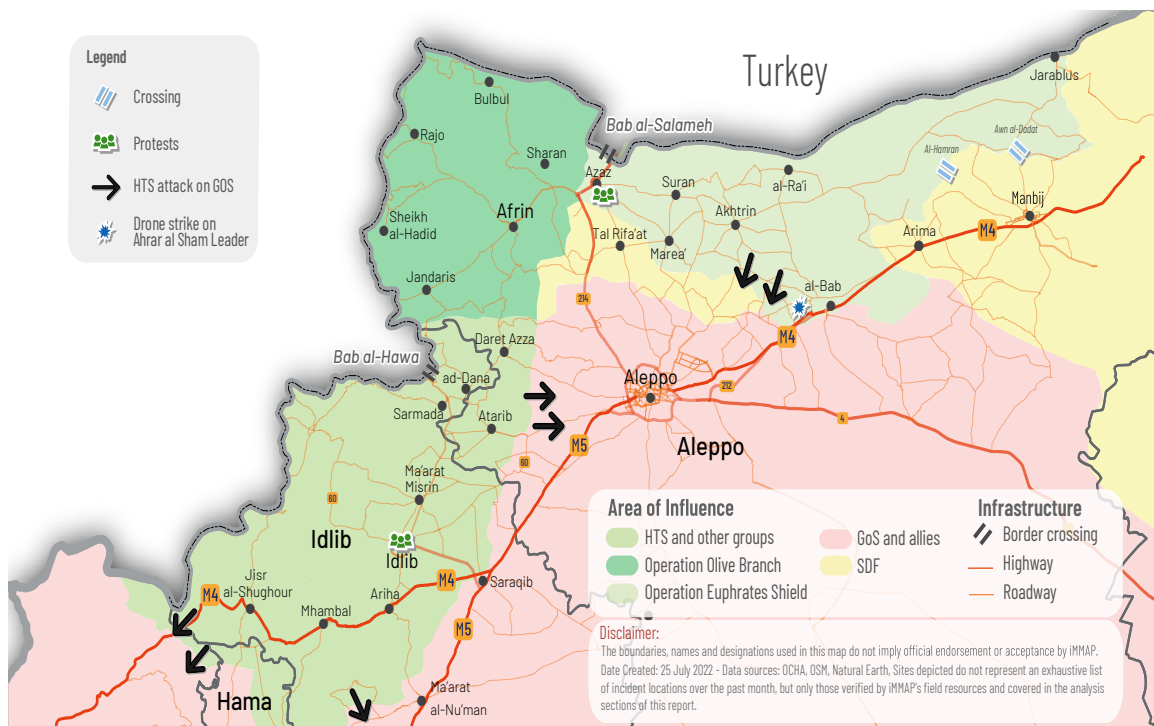 Legend
Crossing
Protests
HTS attack on GOS
Drone strike on
Ahrar al Sham Leader
Turkey
Jarablus
Bulbul
Bab al-Salameh
Rajo
Awn al-Dadat
Al-Hamran
Sharan
Azaz
Suran
al-Ra'i
Manbij
Afrin
Sheikh
al-Hadid
Akhtrin
M4
Tal Rifa'at
Marea'
Arima
Jandaris
al-Bab
214
Daret Azza
M4
Bab al-Hawa
ad-Dana
Aleppo
212
Sarmada
Atarib
4
M5
Aleppo
60
Ma'arat
Misrin
60
Idlib
Idlib
Jisr
al-Shughour
M4
M4
Saraqib
Ariha
Mhambal
M5
Hama
Ma'arat
al-Nu'man
Area of Influence
HTS and other groups
Operation Olive Branch
Operation Euphrates Shield
GoS and allies
SDF
Infrastructure
Border crossing
Highway
Roadway
Disclaimer:
The boundaries, names and designations used in this map do not imply official endorsement or acceptance by iMMAP.
Date Created: 25 July 2022 - Data sources: OCHA, OSM, Natural Earth, Sites depicted do not represent an exhaustive list
of incident locations over the past month, but only those verified by iMMAP's field resources and covered in the analysis
sections of this report.